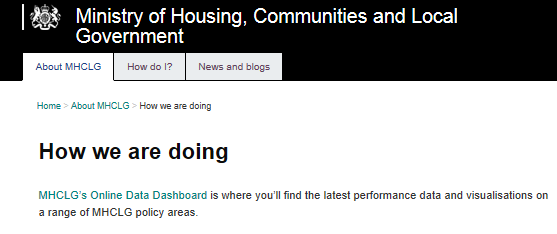 Ministry of Housing, Communities and Local
Government
About MHCLG How do I? News and blogs
Home > About MHCLG > How we are doing
How we are doing
MHCLG's Online Data Dashboard is where you'll find the latest performance data and visualisations on
a range of MHCLG policy areas.